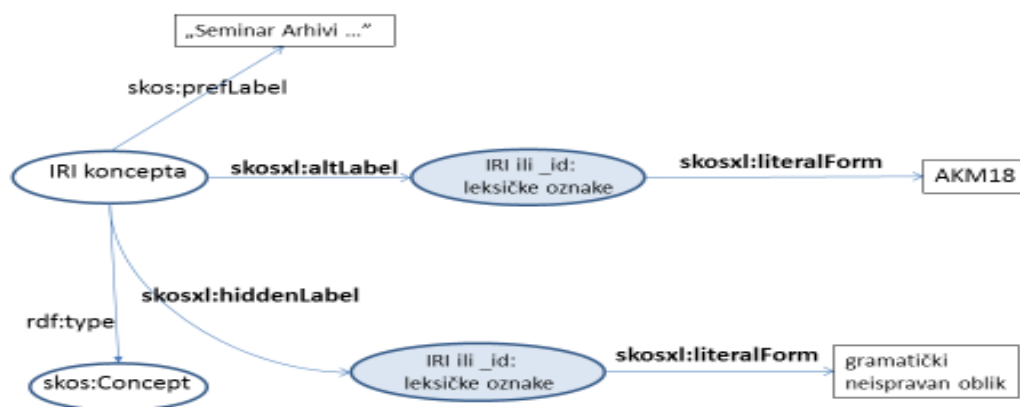 „Seminar Arhivi ...”
skos:prefLabel
IRI koncepta
skosxl:altLabel
IRI ili _id:
leksičke oznake
skosxl:literalForm
AKM18
skosxl:hiddenLabel
rdf:type
skos:Concept
IRI ili _id:
leksičke oznake
skosxl:literalForm
gramatički
neispravan oblik